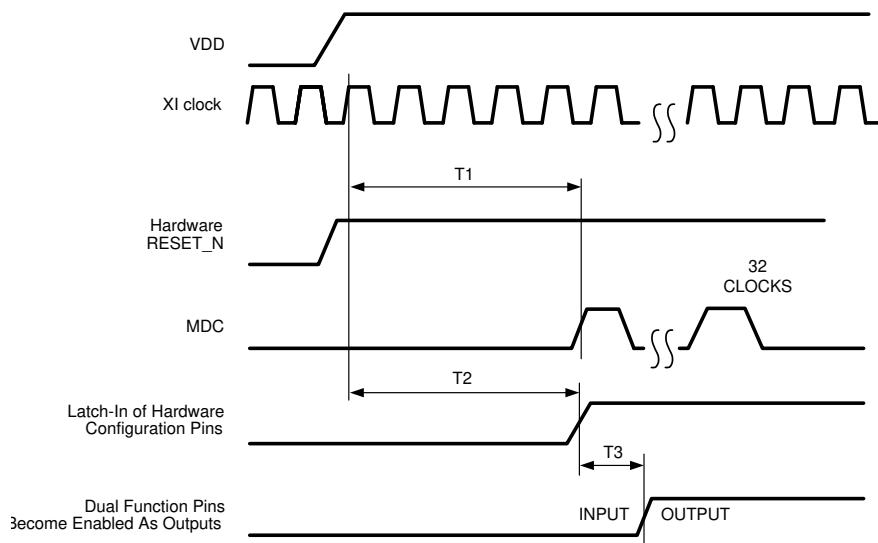 VDD
XI clock
T1
Hardware
RESET_N
32
CLOCKS
MDC
T2
Latch-In of Hardware
Configuration Pins
T3
Dual Function Pins
Become Enabled As Outputs
INPUT
OUTPUT